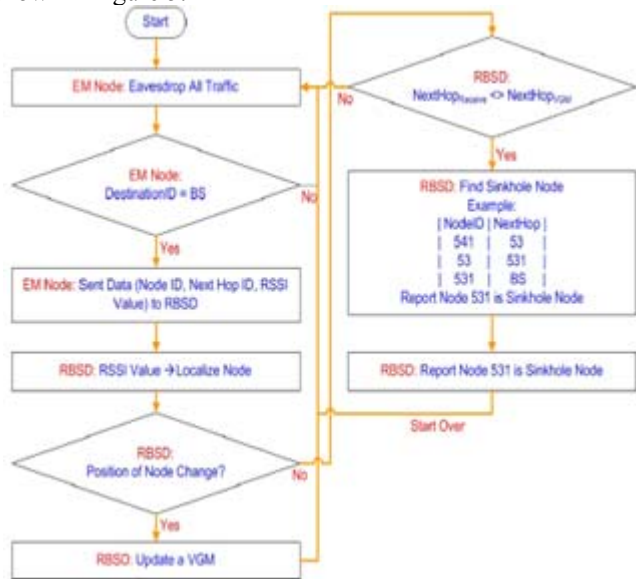 Start
EM Node: Eavesdrop All Traffic
EM Node:
DestinationID = BS
No
Yes
EM Node: Sent Data (Node ID, Next Hop ID, RSSI
Value) to RBSD
RBSD: RSSI Value →Localize Node
RBSD:
Position of Node Change?
No
Yes
RBSD: Update a VGM
RBSD:
NextHopReceive <> NextHopVGM
No
Yes
RBSD: Find Sinkhole Node
Example:
| NodeID | NextHop |
| 541 | 53 |
| 53 | 531 |
| 531 | BS |
Report Node 531 is Sinkhole Node
RBSD: Report Node 531 is Sinkhole Node
Start Over